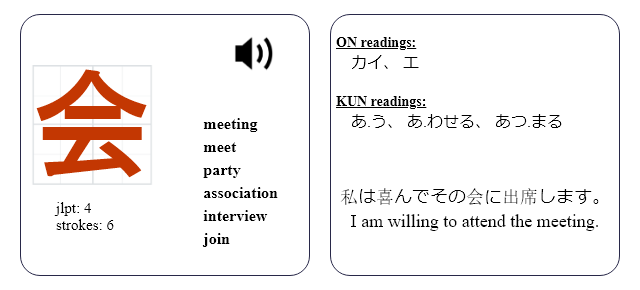 会
jlpt: 4
strokes: 6
meeting
meet
party
association
interview
join
ON readings:
カイ、 エ
KUN readings:
あ.う、 あ.わせる、 あつ.まる
私は喜んでその会に出席します。
I am willing to attend the meeting.